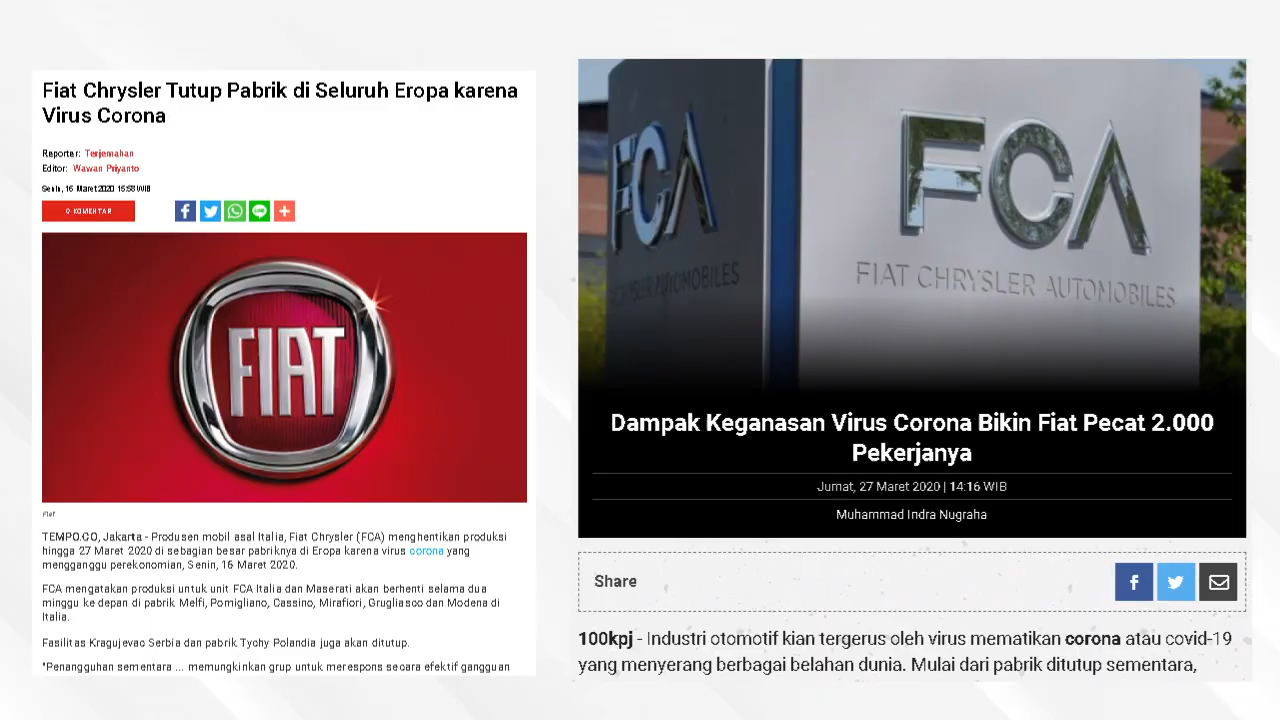 Fiat Chrysler Tutup Pabrik di Seluruh Eropa karena
Virus Corona
Reporter: Terjemahan
Editor: Wawan Priyanto
Senin, 16 Maret 2020 15:58 WIB
0 KOMENTAR
FIAT
Fiat
TEMPO.CO, Jakarta - Produsen mobil asal Italia, Fiat Chrysler (FCA) menghentikan produksi
hingga 27 Maret 2020 di sebagian besar pabriknya di Eropa karena virus corona yang
mengganggu perekonomian, Senin, 16 Maret 2020.
FCA mengatakan produksi untuk unit FCA Italia dan Maserati akan berhenti selama dua
minggu ke depan di pabrik Melfi, Pomigliano, Cassino, Mirafiori, Grugliasco dan Modena di
Italia.
Fasilitas Kragujevac Serbia dan pabrik Tychy Polandia juga akan ditutup.
"Penangguhan sementara ... memungkinkan grup untuk merespons secara efektif gangguan
FCA
CHRYSLER AUTOMOBILES
FCA
FIAT CHRYSLER AUTOMOBILES
Dampak Keganasan Virus Corona Bikin Fiat Pecat 2.000
Pekerjanya
Jumat, 27 Maret 2020 | 14:16 WIB
Muhammad Indra Nugraha
Share
100kpj - Industri otomotif kian tergerus oleh virus mematikan corona atau covid-19
yang menyerang berbagai belahan dunia. Mulai dari pabrik ditutup sementara,